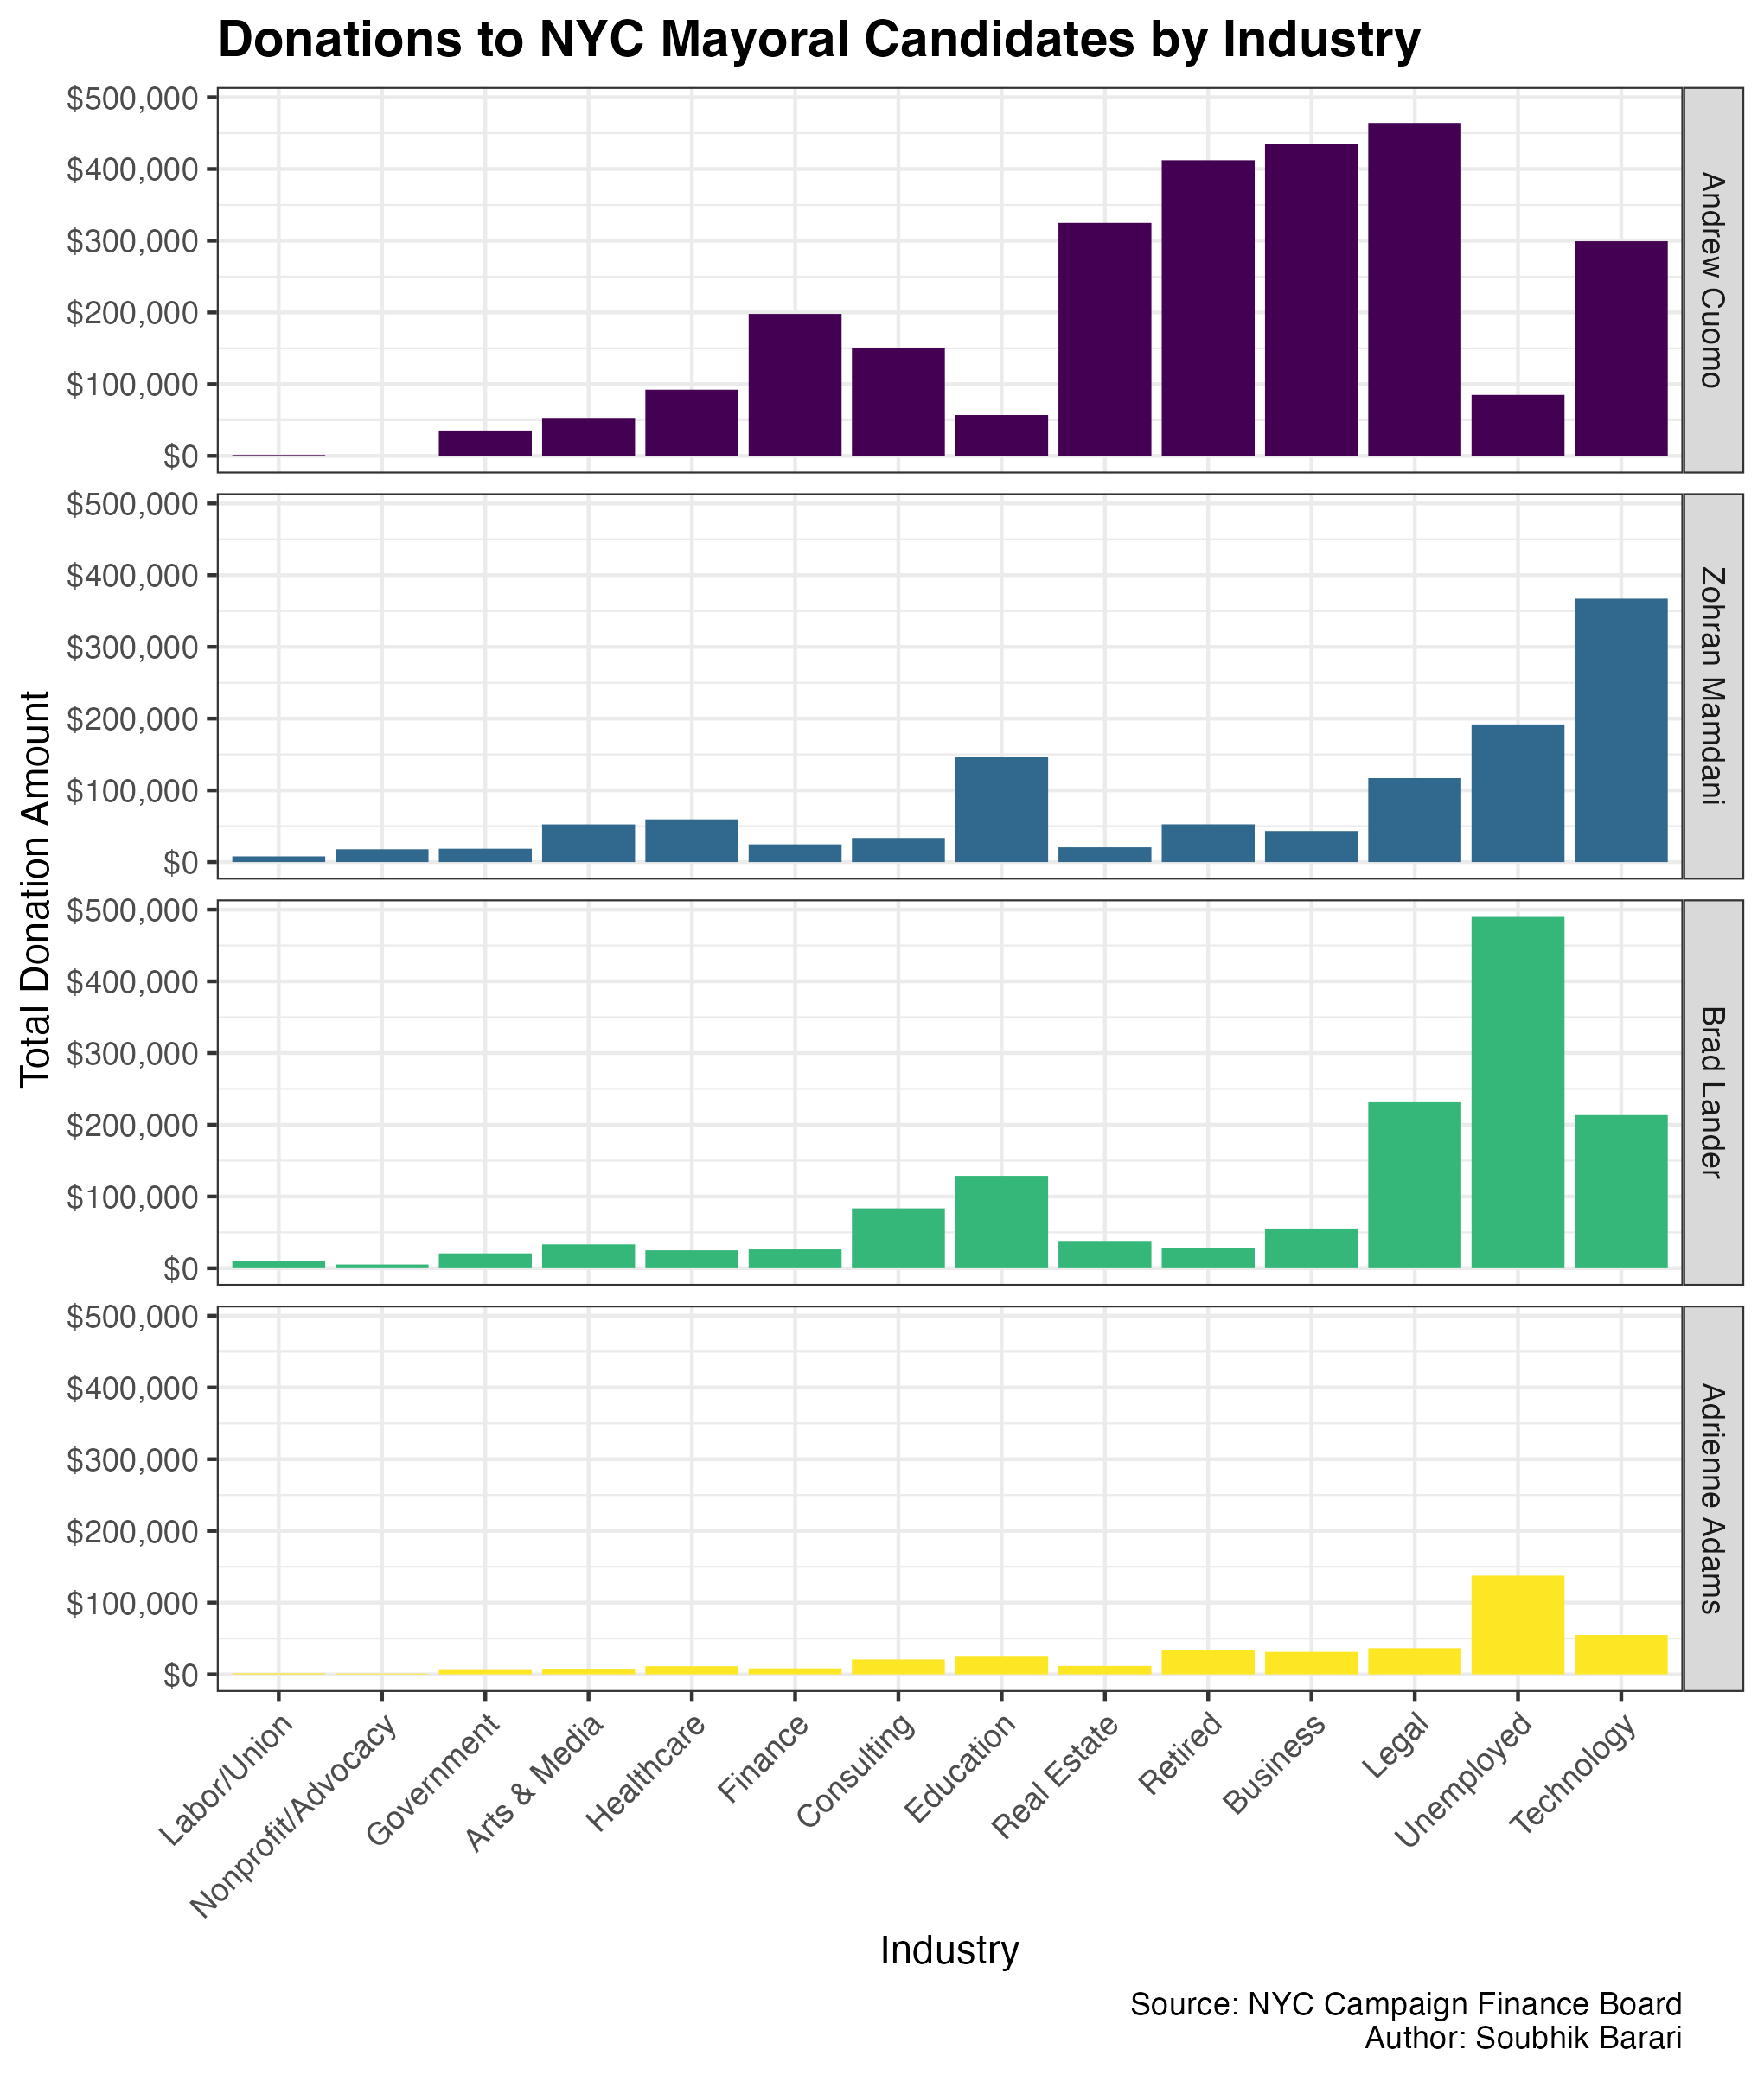 Donations to NYC Mayoral Candidates by Industry
Total Donation Amount
$500,000
$400,000
$300,000
$200,000
$100,000
$0
Andrew Cuomo
$500,000
$400,000
$300,000
$200,000
$100,000
$0
Zohran Mamdani
$500,000
$400,000
$300,000
$200,000
$100,000
$0
Brad Lander
$500,000
$400,000
$300,000
$200,000
$100,000
$0
Adrienne Adams
Labor/Union
Nonprofit/Advocacy
Government
Arts & Media
Healthcare
Finance
Consulting
Education
Real Estate
Retired
Business
Legal
Unemployed
Technology
Industry
Source: NYC Campaign Finance Board
Author: Soubhik Barari